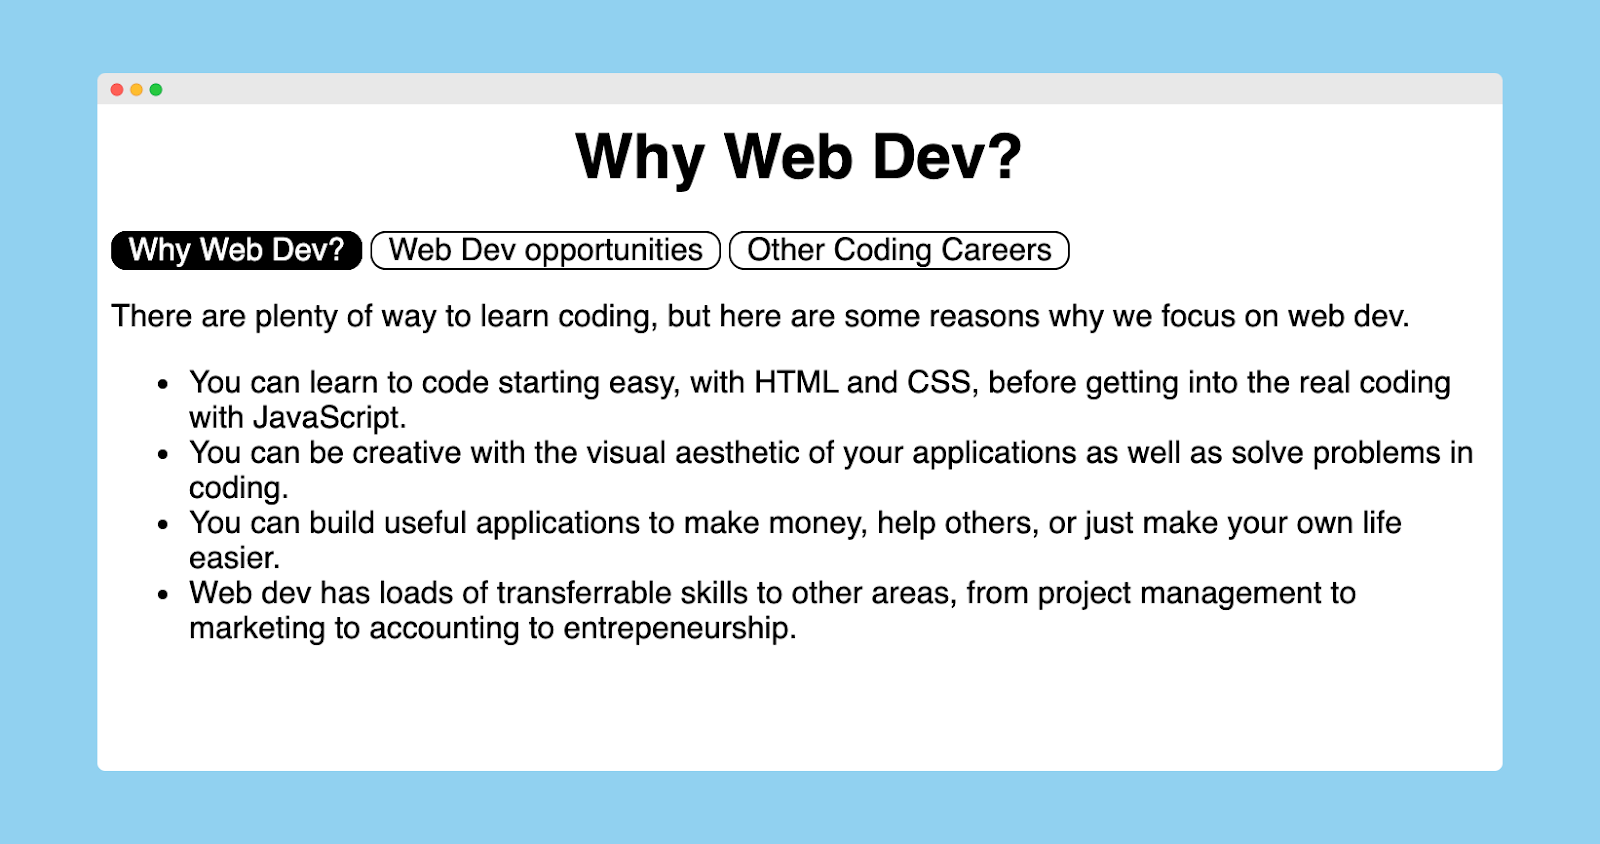 Why Web Dev?
Why Web Dev? Web Dev opportunities Other Coding Careers
There are plenty of way to learn coding, but here are some reasons why we focus on web dev.
• You can learn to code starting easy, with HTML and CSS, before getting into the real coding
with JavaScript.
• You can be creative with the visual aesthetic of your applications as well as solve problems in
coding.
• You can build useful applications to make money, help others, or just make your own life
easier.
• Web dev has loads of transferrable skills to other areas, from project management to
marketing to accounting to entrepeneurship.